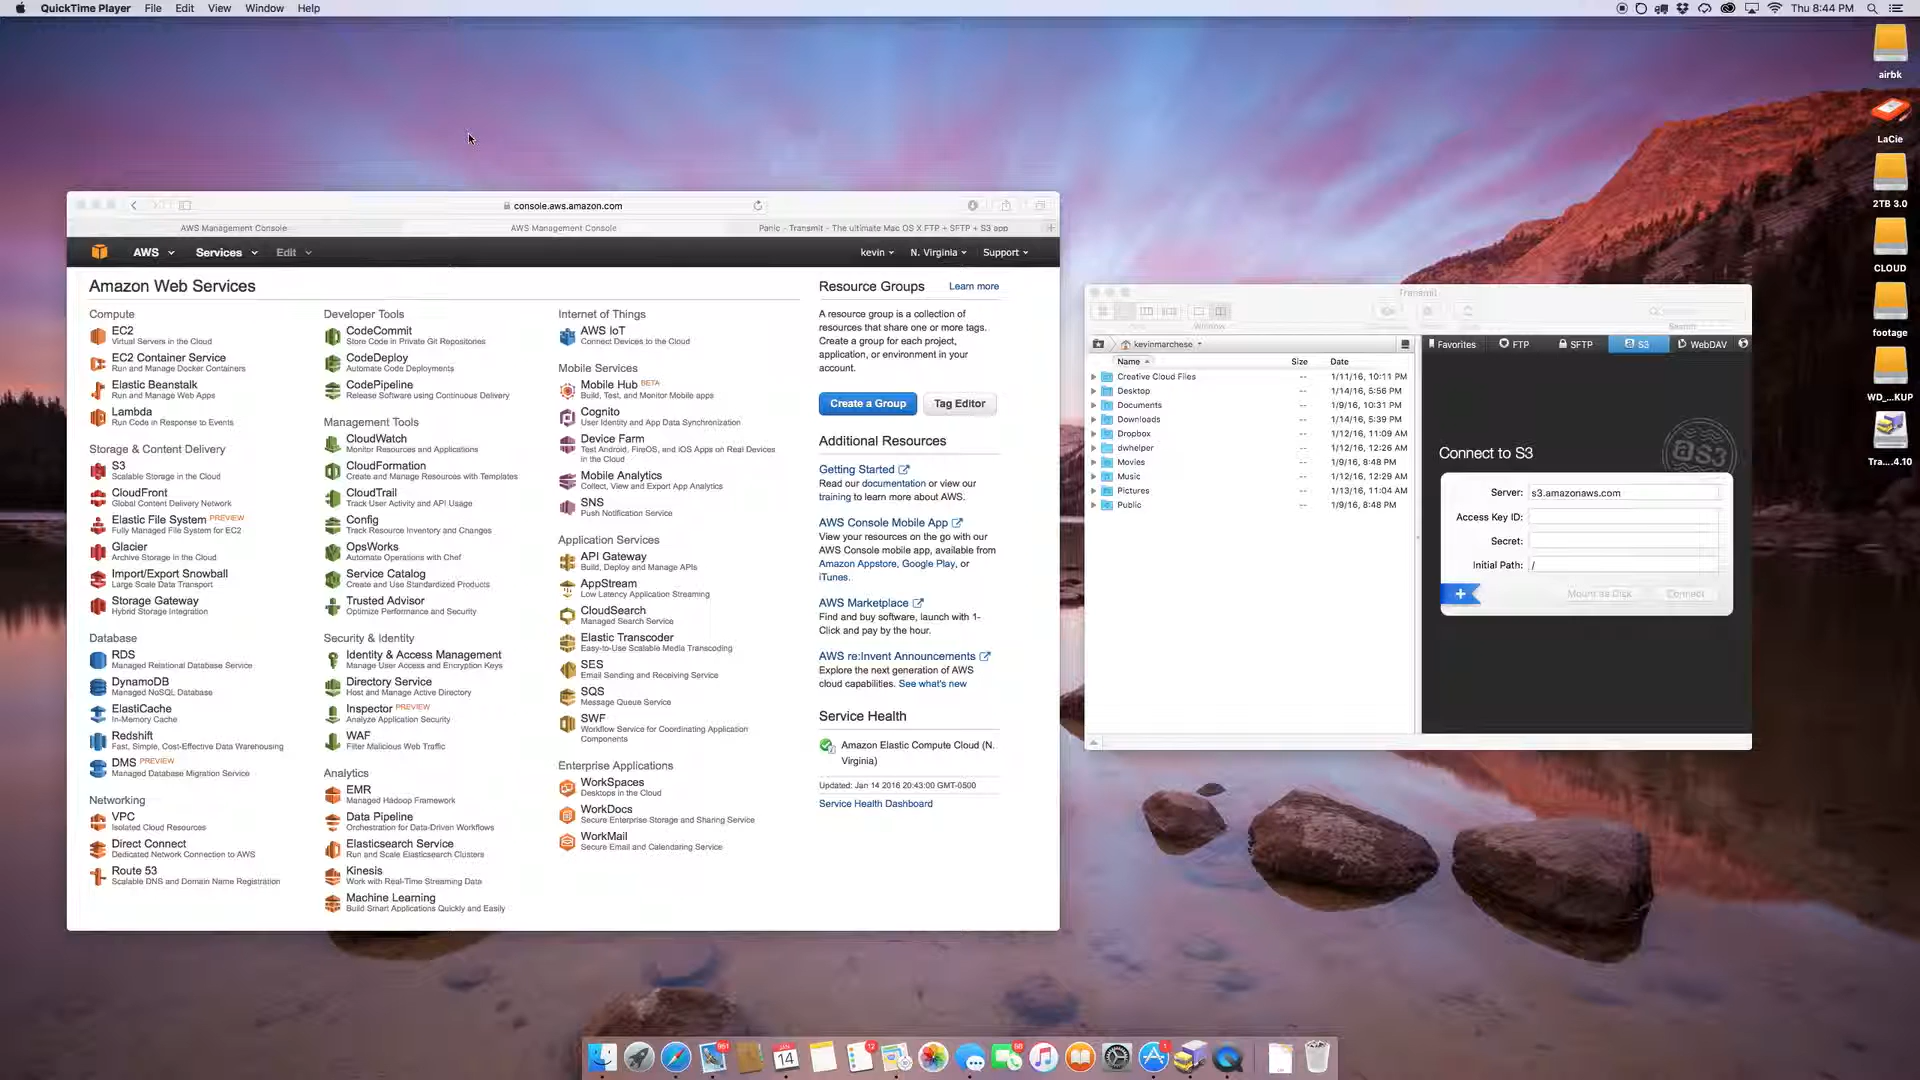 QuickTime Player File Edit View Window Help
Thu 8:44 PM
airbk
LaCie
2TB 3.0
CLOUD
footage
WD_...KUP
Tra....4.10
console.aws.amazon.com
AWS Management Console
AWS Management Console
Panic - Transmit - The ultimate Mac OS X FTP + SFTP + S3 app
AWS Services Edit
kevin N. Virginia Support
Amazon Web Services
Compute
EC2
Virtual Servers in the Cloud
EC2 Container Service
Run and Manage Docker Containers
Elastic Beanstalk
Run and Manage Web Apps
Lambda
Run Code in Response to Events
Storage & Content Delivery
S3
Scalable Storage in the Cloud
CloudFront
Global Content Delivery Network
Elastic File System PREVIEW
Fully Managed File System for EC2
Glacier
Archive Storage in the Cloud
Import/Export Snowball
Large Scale Data Transport
Storage Gateway
Hybrid Storage Integration
Database
RDS
Managed Relational Database Service
DynamoDB
Managed NoSQL Database
ElastiCache
In-Memory Cache
Redshift
Fast, Simple, Cost-Effective Data Warehousing
DMS PREVIEW
Managed Database Migration Service
Networking
VPC
Isolated Cloud Resources
Direct Connect
Dedicated Network Connection to AWS
Route 53
Scalable DNS and Domain Name Registration
Developer Tools
CodeCommit
Store Code in Private Git Repositories
CodeDeploy
Automate Code Deployments
CodePipeline
Release Software using Continuous Delivery
Management Tools
CloudWatch
Monitor Resources and Applications
CloudFormation
Create and Manage Resources with Templates
CloudTrail
Track User Activity and API Usage
Config
Track Resource Inventory and Changes
OpsWorks
Automate Operations with Chef
Service Catalog
Create and Use Standardized Products
Trusted Advisor
Optimize Performance and Security
Security & Identity
Identity & Access Management
Manage User Access and Encryption Keys
Directory Service
Host and Manage Active Directory
Inspector PREVIEW
Analyze Application Security
WAF
Filter Malicious Web Traffic
Analytics
EMR
Managed Hadoop Framework
Data Pipeline
Orchestration for Data-Driven Workflows
Elasticsearch Service
Run and Scale Elasticsearch Clusters
Kinesis
Work with Real-Time Streaming Data
Machine Learning
Build Smart Applications Quickly and Easily
Internet of Things
AWS IoT
Connect Devices to the Cloud
Mobile Services
Mobile Hub BETA
Build, Test, and Monitor Mobile apps
Cognito
User Identity and App Data Synchronization
Device Farm
Test Android, FireOS, and iOS Apps on Real Devices
in the Cloud
Mobile Analytics
Collect, View and Export App Analytics
SNS
Push Notification Service
Application Services
API Gateway
Build, Deploy and Manage APIs
AppStream
Low Latency Application Streaming
CloudSearch
Managed Search Service
Elastic Transcoder
Easy-to-Use Scalable Media Transcoding
SES
Email Sending and Receiving Service
SQS
Message Queue Service
SWF
Workflow Service for Coordinating Application
Components
Enterprise Applications
WorkSpaces
Desktops in the Cloud
WorkDocs
Secure Enterprise Storage and Sharing Service
WorkMail
Secure Email and Calendaring Service
Resource Groups Learn more
A resource group is a collection of
resources that share one or more tags.
Create a group for each project,
application, or environment in your
account.
Create a Group Tag Editor
Additional Resources
Getting Started
Read our documentation or view our
training to learn more about AWS.
AWS Console Mobile App
View your resources on the go with our
AWS Console mobile app, available from
Amazon Appstore, Google Play, or
iTunes.
AWS Marketplace
Find and buy software, launch with 1-
Click and pay by the hour.
AWS re:Invent Announcements
Explore the next generation of AWS
cloud capabilities. See what's new
Service Health
Amazon Elastic Compute Cloud (N.
Virginia)
Updated: Jan 14 2016 20:43:00 GMT-0500
Service Health Dashboard
Transmit
Window
Search
kevinmarchese
Name Size Date
Creative Cloud Files -- 1/11/16, 10:11 PM
Desktop -- 1/14/16, 5:56 PM
Documents -- 1/9/16, 10:31 PM
Downloads -- 1/14/16, 5:39 PM
Dropbox -- 1/12/16, 11:09 AM
dwhelper -- 1/12/16, 12:26 AM
Movies -- 1/9/16, 8:48 PM
Music -- 1/12/16, 12:26 AM
Pictures -- 1/13/16, 11:04 AM
Public -- 1/9/16, 8:48 PM
Favorites FTP SFTP S3 WebDAV
Connect to S3
aS3
Server: s3.amazonaws.com
Access Key ID:
Secret:
Initial Path: /
Mount as Disk Connect
14